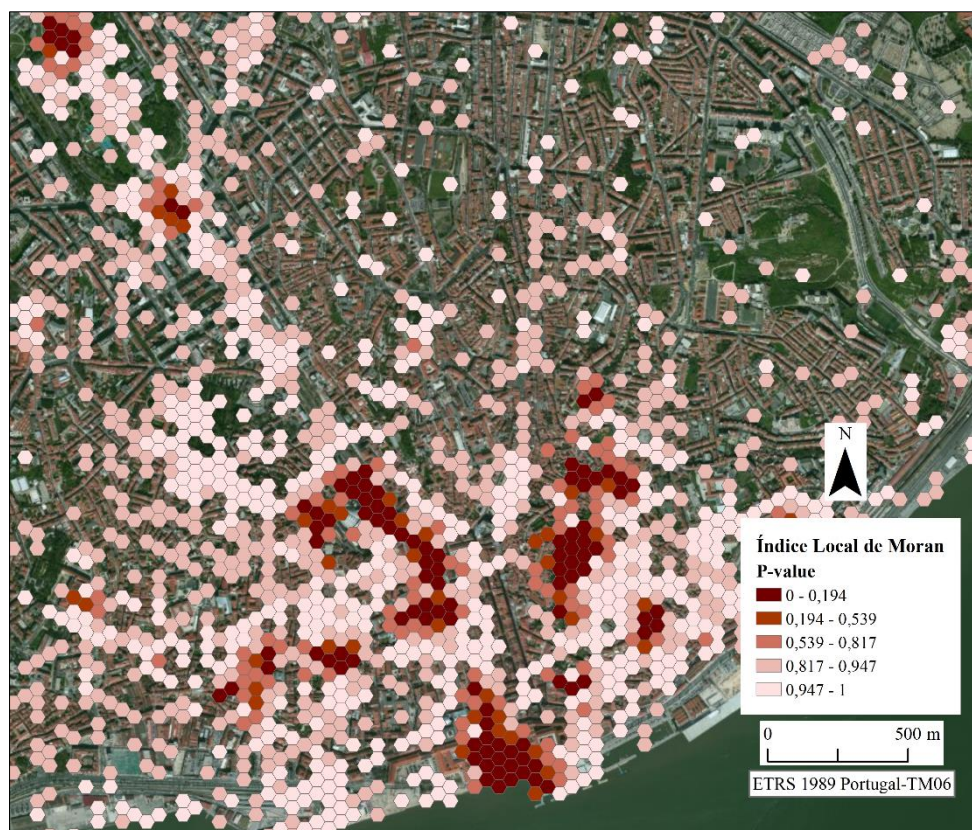 N
Índice Local de Moran
P-value
0 - 0,194
0,194 - 0,539
0,539 - 0,817
0,817 - 0,947
0,947 - 1
0 500 m
ETRS 1989 Portugal-TM06